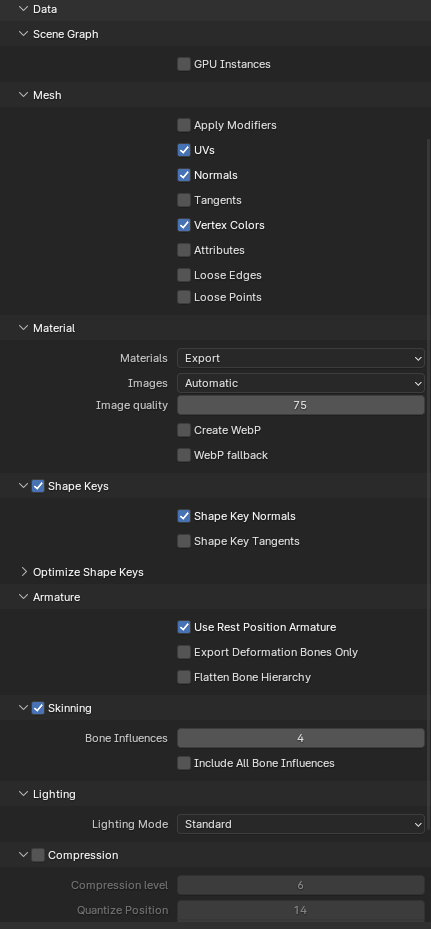 Data
Scene Graph
GPU Instances
Mesh
Apply Modifiers
UVs
Normals
Tangents
Vertex Colors
Attributes
Loose Edges
Loose Points
Material
Materials Export
Images Automatic
Image quality 75
Create WebP
WebP fallback
Shape Keys
Shape Key Normals
Shape Key Tangents
Optimize Shape Keys
Armature
Use Rest Position Armature
Export Deformation Bones Only
Flatten Bone Hierarchy
Skinning
Bone Influences 4
Include All Bone Influences
Lighting
Lighting Mode Standard
Compression
Compression level 6
Quantize Position 14